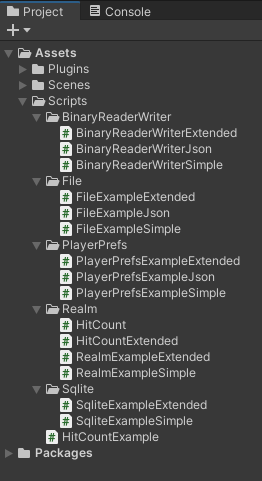 Project
Console
Assets
Plugins
Scenes
Scripts
BinaryReaderWriter
BinaryReaderWriterExtended
BinaryReaderWriterJson
BinaryReaderWriterSimple
File
FileExampleExtended
FileExampleJson
FileExampleSimple
PlayerPrefs
PlayerPrefsExampleExtended
PlayerPrefsExampleJson
PlayerPrefsExampleSimple
Realm
HitCount
HitCountExtended
RealmExampleExtended
RealmExampleSimple
Sqlite
SqliteExampleExtended
SqliteExampleSimple
HitCountExample
Packages